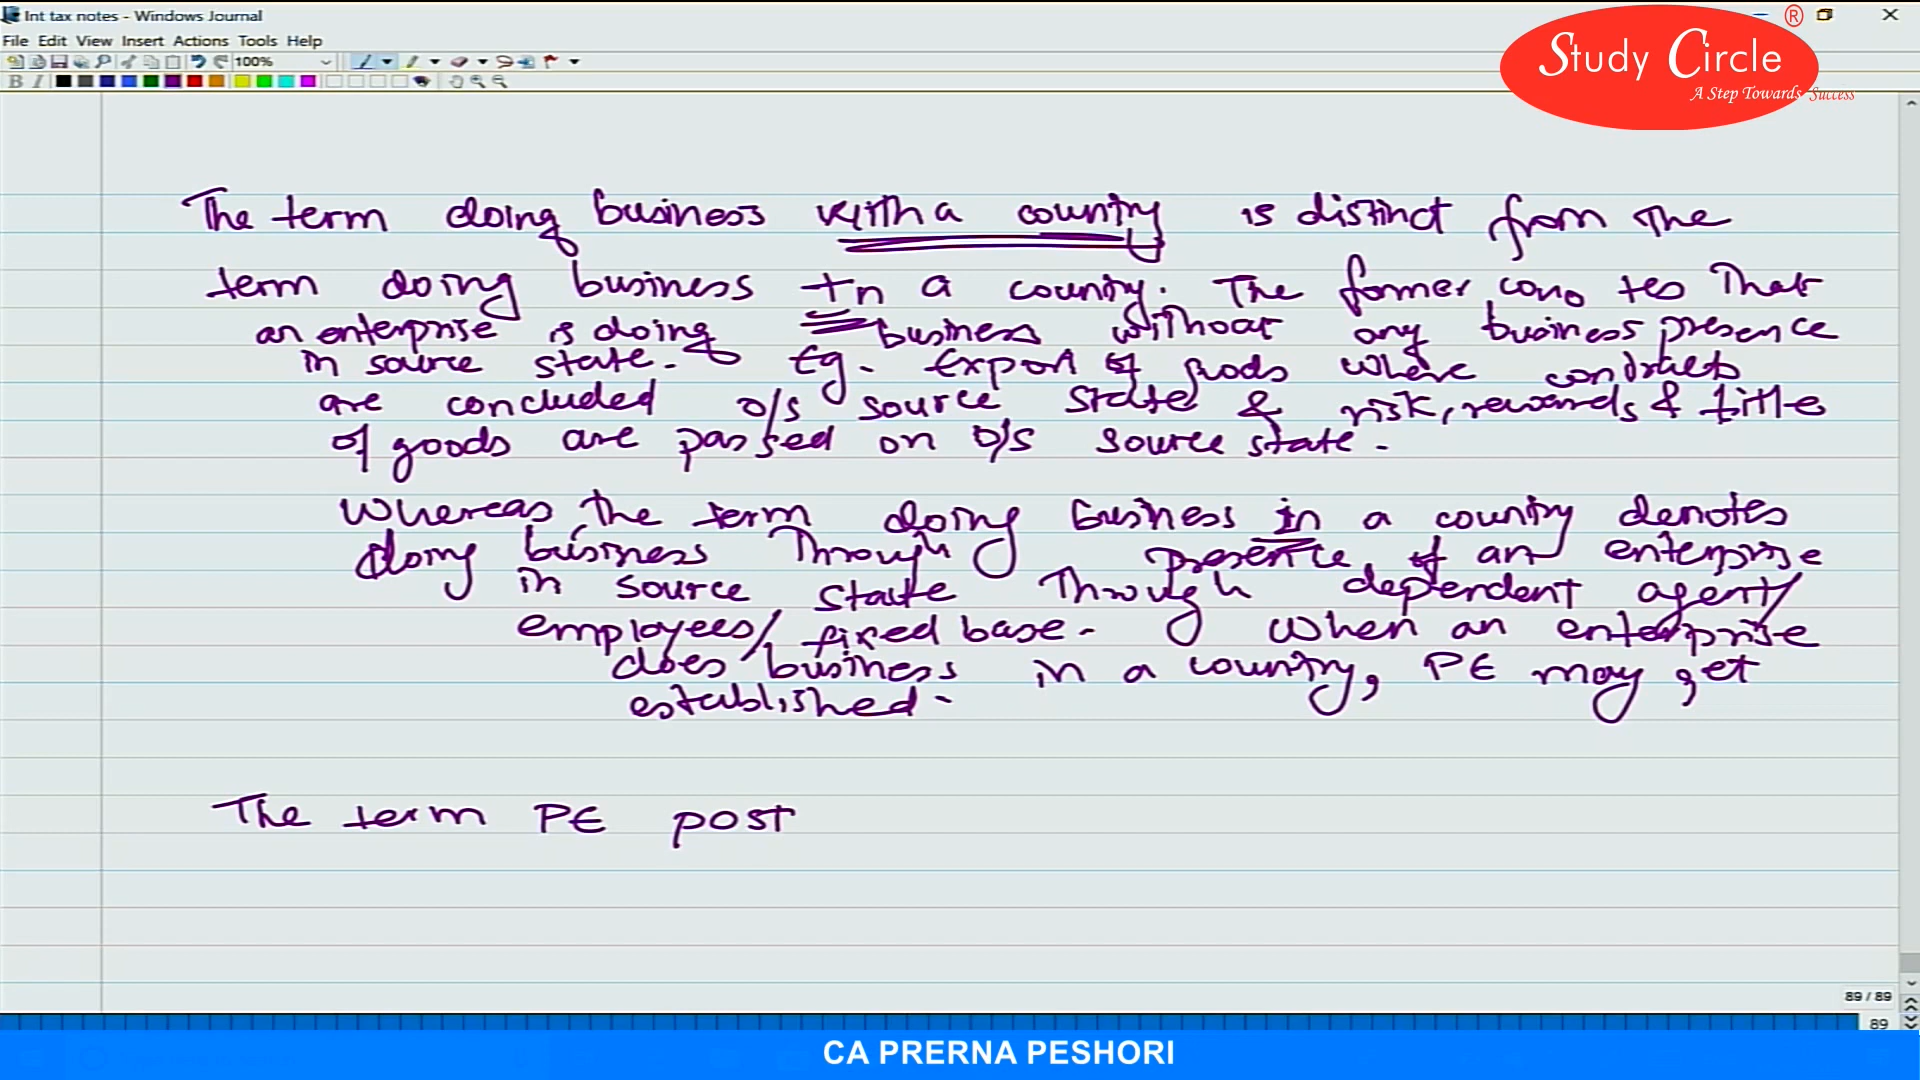 Int tax notes - Windows Journal
File Edit View Insert Actions Tools Help
100%
B I
Study Circle ®
A Step Towards Success
The term doing business with a country is distinct from the
term doing business in a country. The former conotes that
an enterprise is doing business without any business presence
in source state. Eg. Export of goods where contracts
are concluded o/s source state & risk, rewards & title
of goods are passed on o/s source state.
Whereas the term doing business in a country denotes
doing business through presence of an enterprise
in source state through dependent agent/
employees/ fixed base. When an enterprise
does business in a country, PE may get
established.
The term PE post
89 / 89
89
CA PRERNA PESHORI